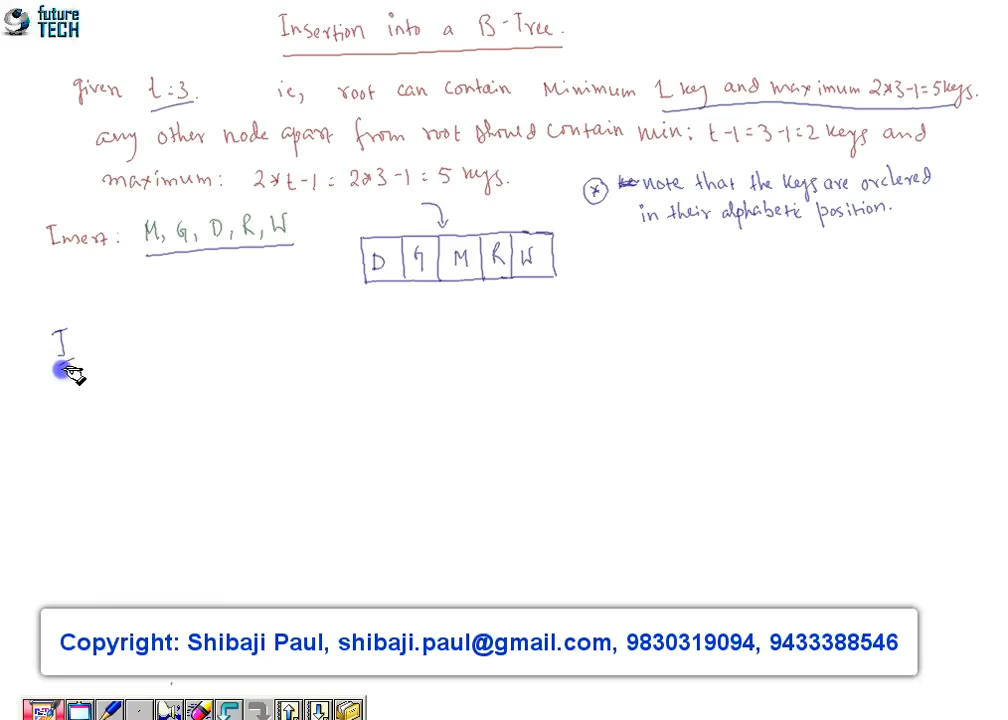 future
TECH
Insertion into a B-Tree.
given t=3. ie, root can contain Minimum 1 key and maximum 2*3-1=5 keys.
any other node apart from root should contain min: t-1=3-1=2 keys and
maximum: 2*t-1 = 2*3-1 = 5 keys.
* note that the keys are ordered
in their alphabetic position.
Insert: M, G, D, R, W
D G M R W
I
Copyright: Shibaji Paul, shibaji.paul@gmail.com, 9830319094, 9433388546